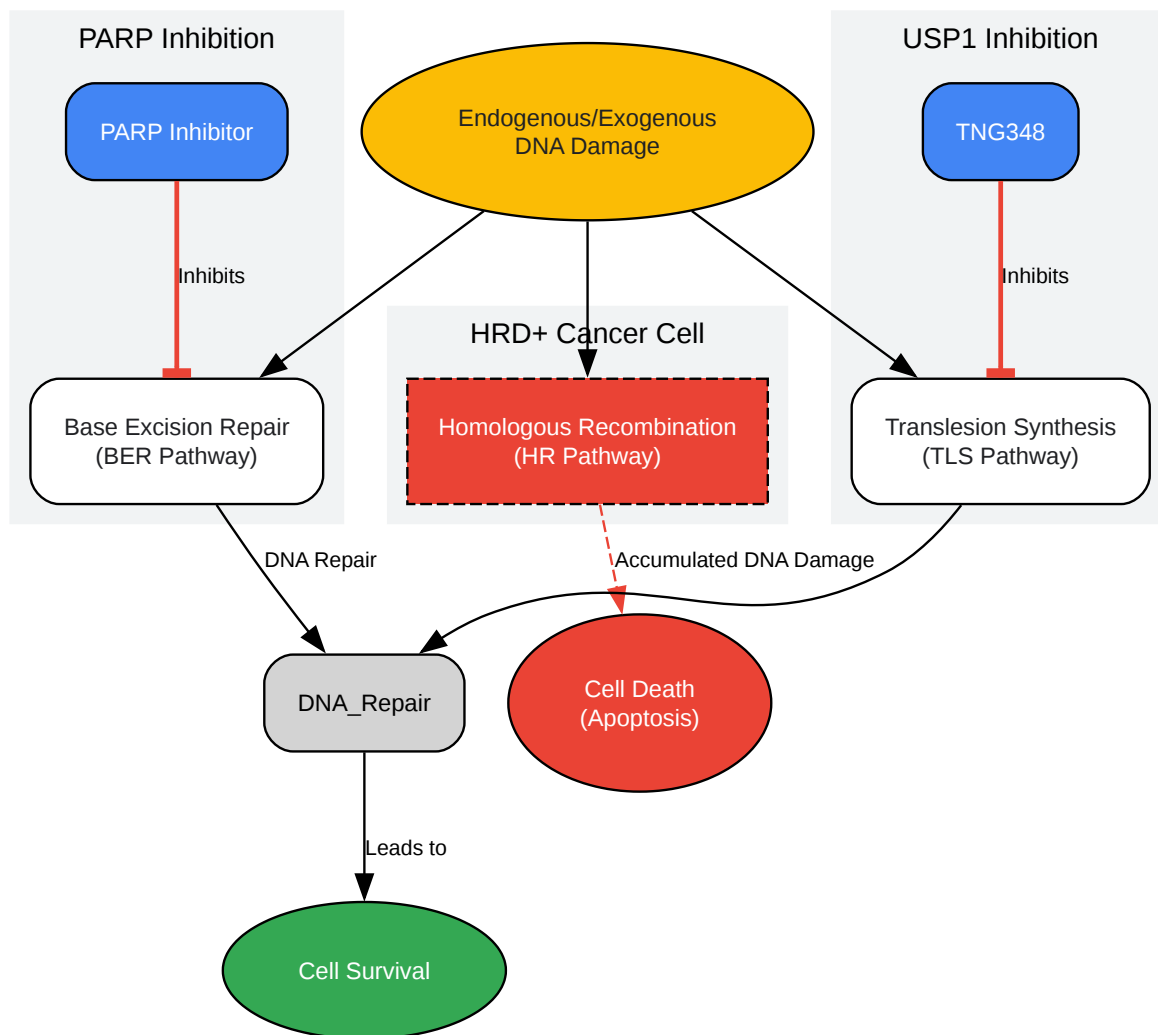 PARP Inhibition
USP1 Inhibition
PARP Inhibitor
Endogenous/Exogenous
DNA Damage
TNG348
Inhibits
Inhibits
HRD+ Cancer Cell
Base Excision Repair
(BER Pathway)
Homologous Recombination
(HR Pathway)
Translesion Synthesis
(TLS Pathway)
DNA Repair
Accumulated DNA Damage
DNA_Repair
Cell Death
(Apoptosis)
Leads to
Cell Survival